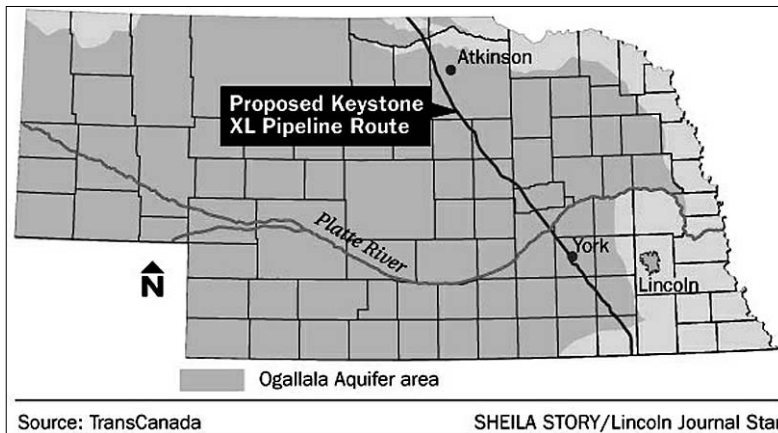 Atkinson
Proposed Keystone
XL Pipeline Route
Platte River
York
Lincoln
N
Ogallala Aquifer area
Source: TransCanada
SHEILA STORY/Lincoln Journal Star